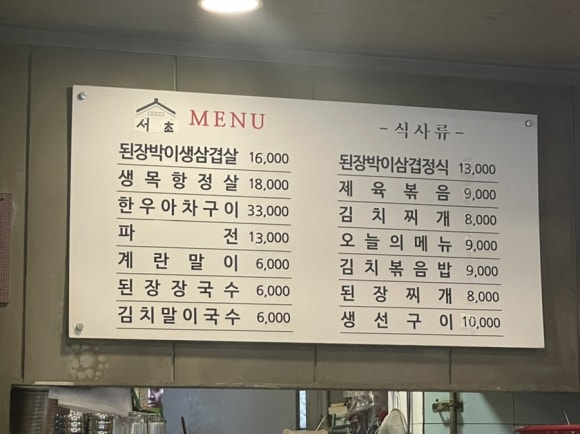 서초 MENU
된장박이생삼겹살 16,000
생목항정살 18,000
한우아차구이 33,000
파전 13,000
계란말이 6,000
된장장국수 6,000
김치말이국수 6,000
- 식사류 -
된장박이삼겹정식 13,000
제육볶음 9,000
김치찌개 8,000
오늘의메뉴 9,000
김치볶음밥 9,000
된장찌개 8,000
생선구이 10,000